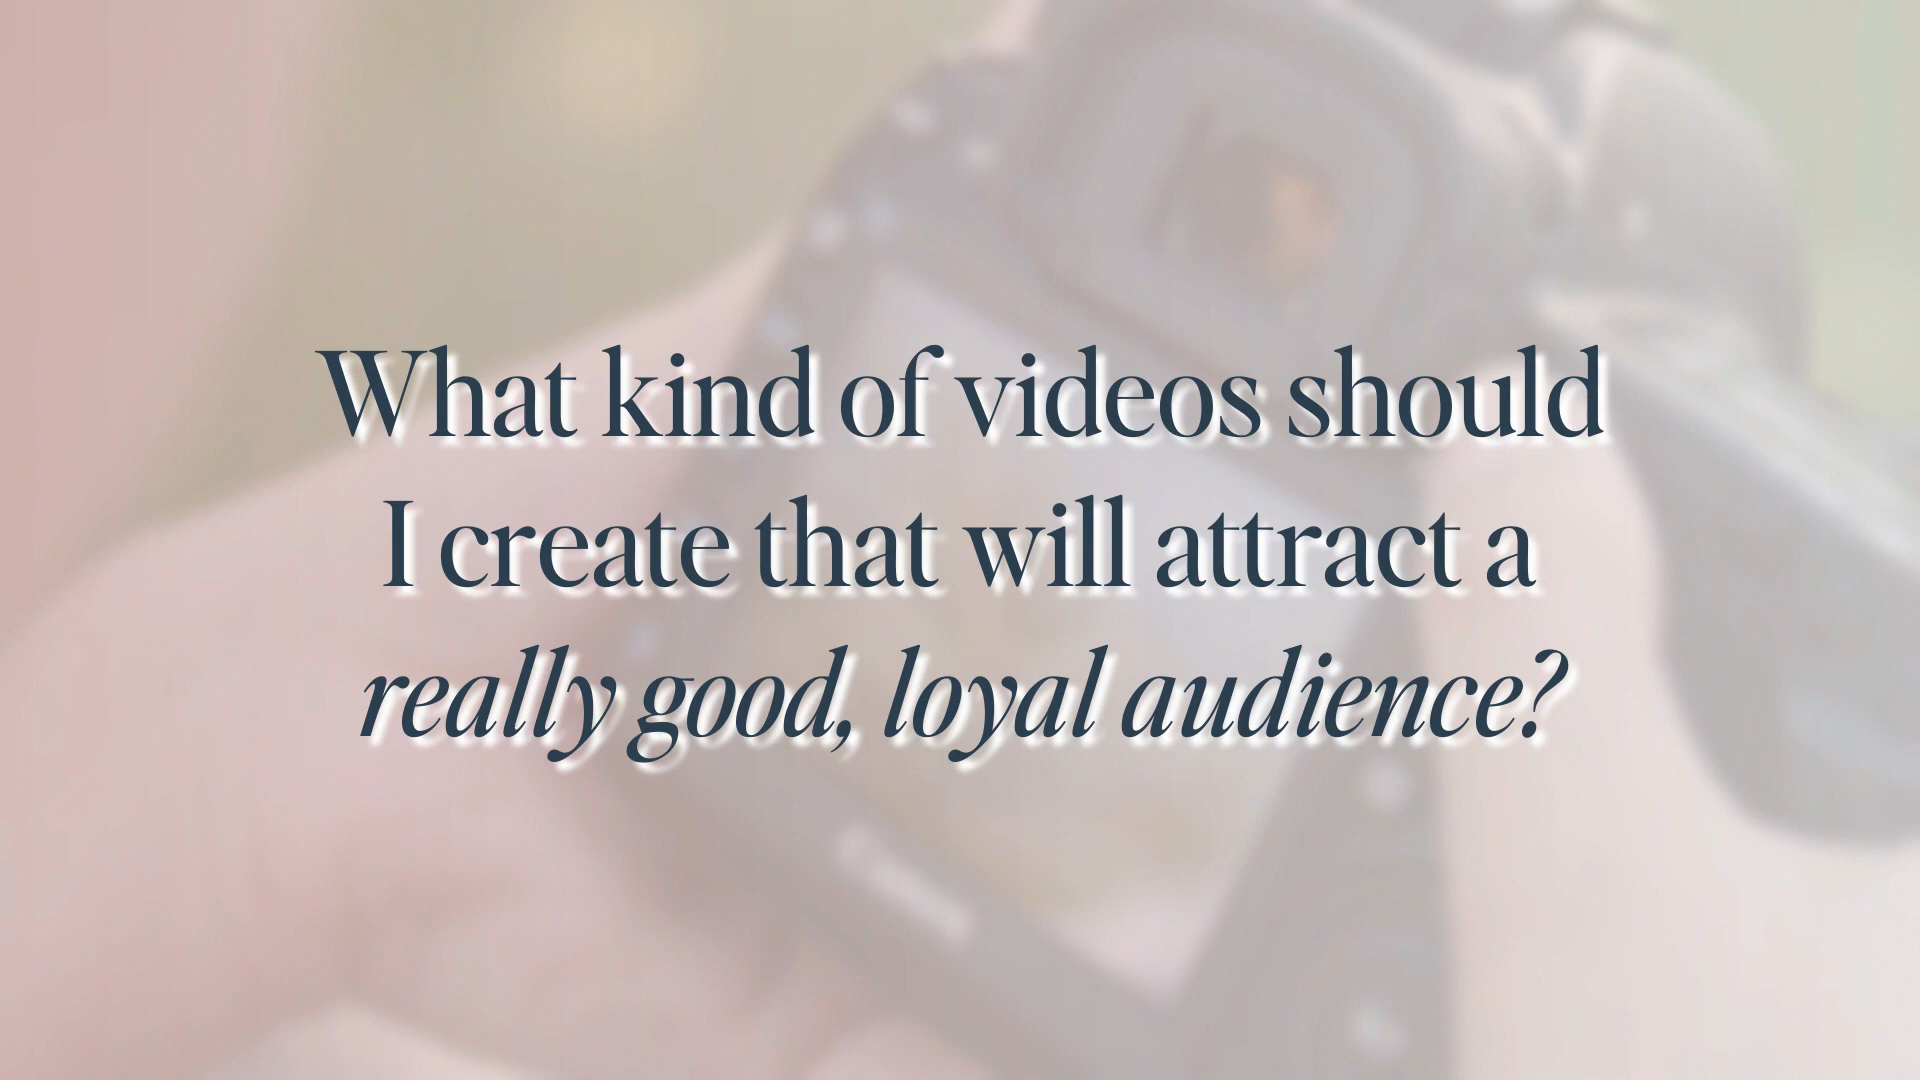 What kind of videos should
I create that will attract a
really good, loyal audience?